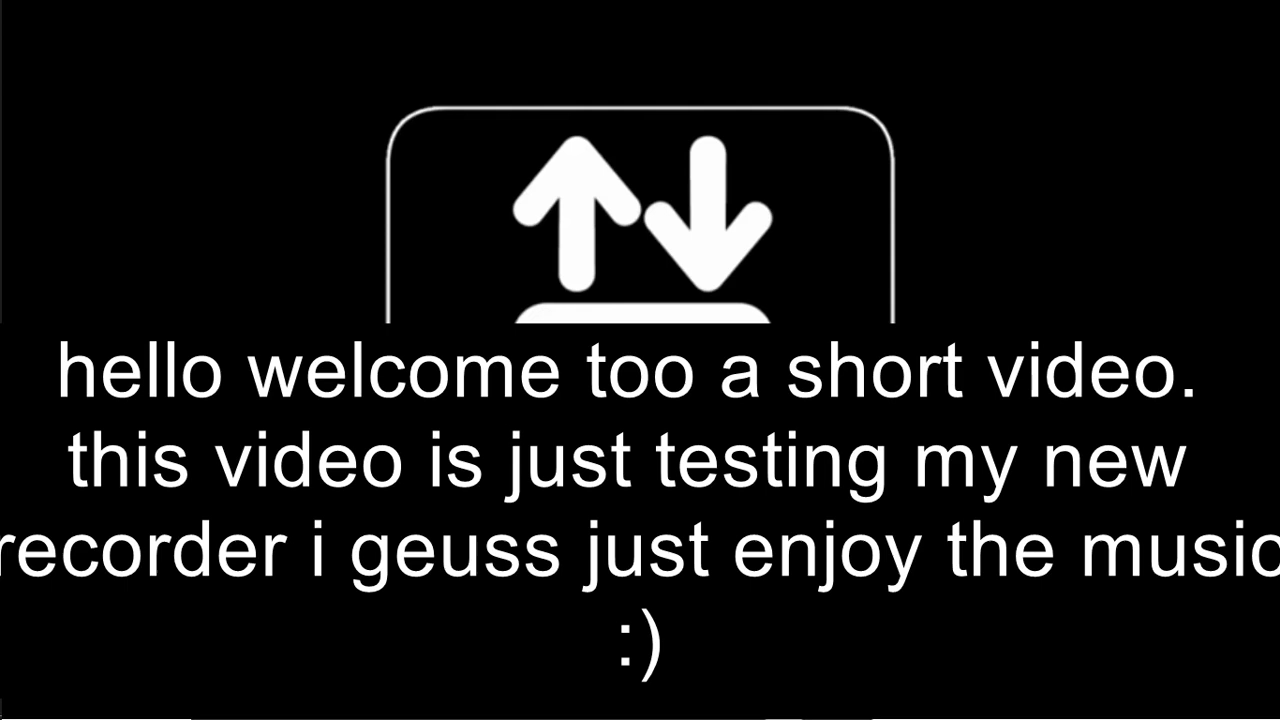 hello welcome too a short video.
this video is just testing my new
recorder i geuss just enjoy the music
:)